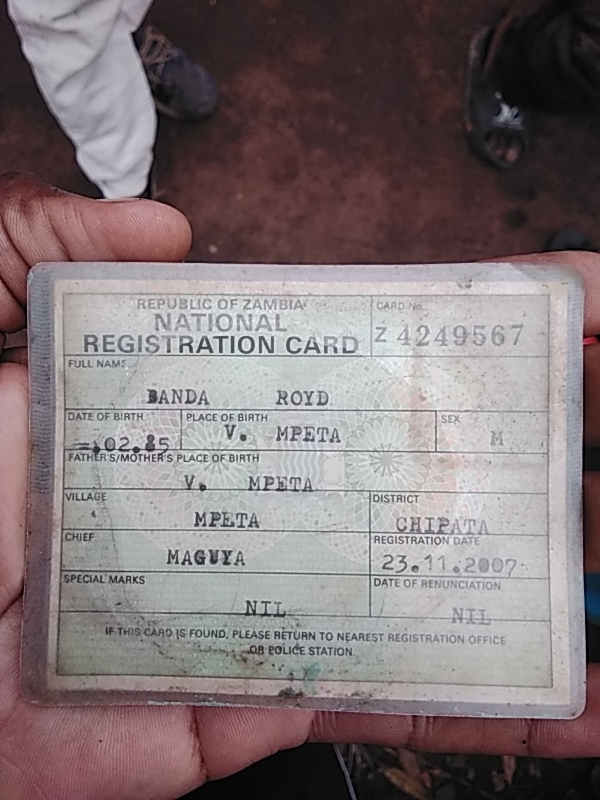 REPUBLIC OF ZAMBIA
NATIONAL
REGISTRATION CARD
CARD No.
Z 4249567
FULL NAME
BANDA ROYD
DATE OF BIRTH
=.02.85
PLACE OF BIRTH
V. MPETA
SEX
M
FATHER'S/MOTHER'S PLACE OF BIRTH
V. MPETA
VILLAGE
MPETA
DISTRICT
CHIPATA
CHIEF
MAGUYA
REGISTRATION DATE
23.11.2007
SPECIAL MARKS
NIL
DATE OF RENUNCIATION
NIL
IF THIS CARD IS FOUND, PLEASE RETURN TO NEAREST REGISTRATION OFFICE
OR POLICE STATION